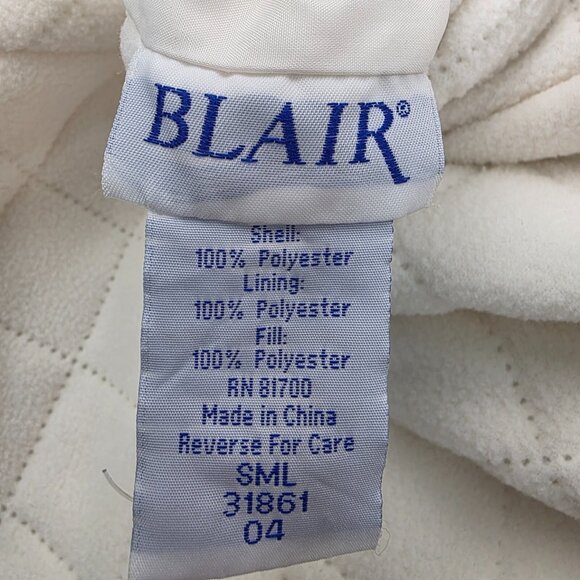 BLAIR®
Shell:
100% Polyester
Lining:
100% Polyester
Fill:
100% Polyester
RN 81700
Made in China
Reverse For Care
SML
31861
04